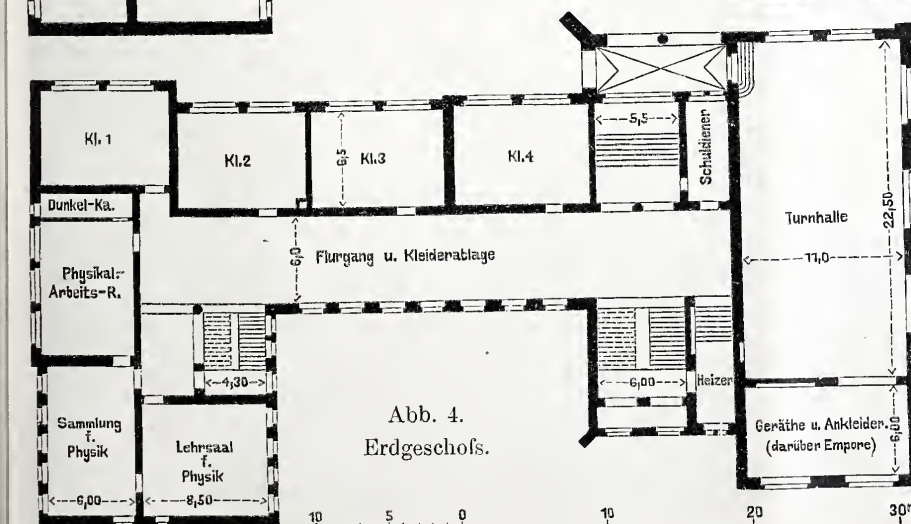 Kl. 1
Kl.2
6,5
Kl.3
Kl.4
5,5
Schuldiener
Dunkel-Ka.
Physikal-
Arbeits-R.
6,0
Flurgang u. Kleiderablage
Turnhalle
22,50
11,0
4,30
6,00
Heizer
Sammlung
f.
Physik
6,00
Lehrsaal
f.
Physik
8,50
Abb. 4.
Erdgeschoſs.
Geräthe u. Ankleider.
(darüber Empore)
6,00
10
5
0
10
20
30